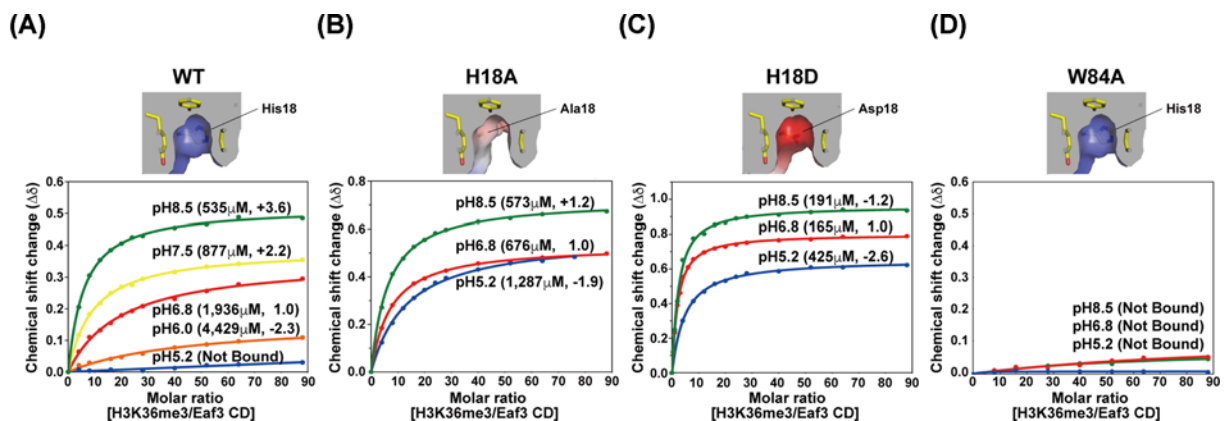 (A)
WT
His18
Chemical shift change (Δδ)
0.6
0.5
0.4
0.3
0.2
0.1
0.0
pH8.5 (535μM, +3.6)
pH7.5 (877μM, +2.2)
pH6.8 (1,936μM, 1.0)
pH6.0 (4,429μM, -2.3)
pH5.2 (Not Bound)
0 10 20 30 40 50 60 70 80 90
Molar ratio
[H3K36me3/Eaf3 CD]
(B)
H18A
Ala18
Chemical shift change (Δδ)
0.8
0.6
0.4
0.2
0.0
pH8.5 (573μM, +1.2)
pH6.8 (676μM, 1.0)
pH5.2 (1,287μM, -1.9)
0 10 20 30 40 50 60 70 80 90
Molar ratio
[H3K36me3/Eaf3 CD]
(C)
H18D
Asp18
Chemical shift change (Δδ)
1.0
0.8
0.6
0.4
0.2
0.0
pH8.5 (191μM, -1.2)
pH6.8 (165μM, 1.0)
pH5.2 (425μM, -2.6)
0 10 20 30 40 50 60 70 80 90
Molar ratio
[H3K36me3/Eaf3 CD]
(D)
W84A
His18
Chemical shift change (Δδ)
0.6
0.5
0.4
0.3
0.2
0.1
0.0
pH8.5 (Not Bound)
pH6.8 (Not Bound)
pH5.2 (Not Bound)
0 10 20 30 40 50 60 70 80 90
Molar ratio
[H3K36me3/Eaf3 CD]